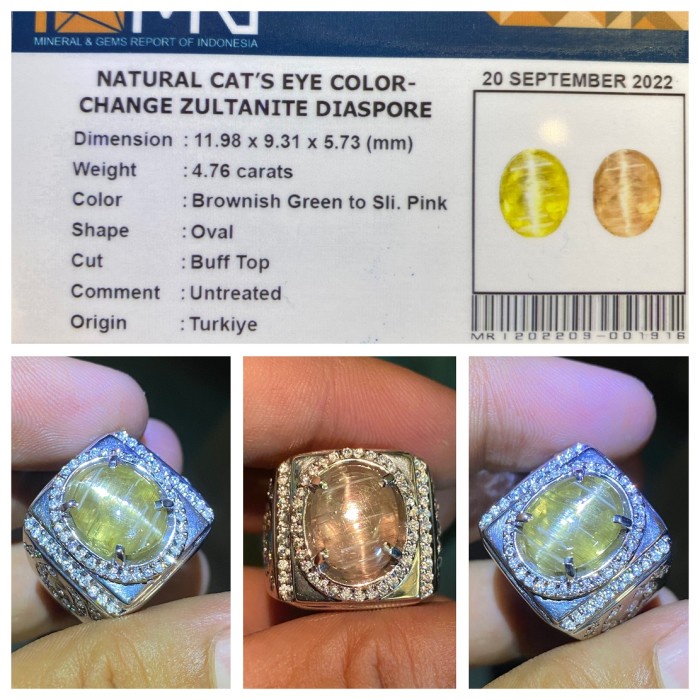 MINERAL & GEMS REPORT OF INDONESIA
NATURAL CAT'S EYE COLOR-
CHANGE ZULTANITE DIASPORE
Dimension : 11.98 x 9.31 x 5.73 (mm)
Weight : 4.76 carats
Color : Brownish Green to Sli. Pink
Shape : Oval
Cut : Buff Top
Comment : Untreated
Origin : Turkiye
20 SEPTEMBER 2022
MRI202209-001916